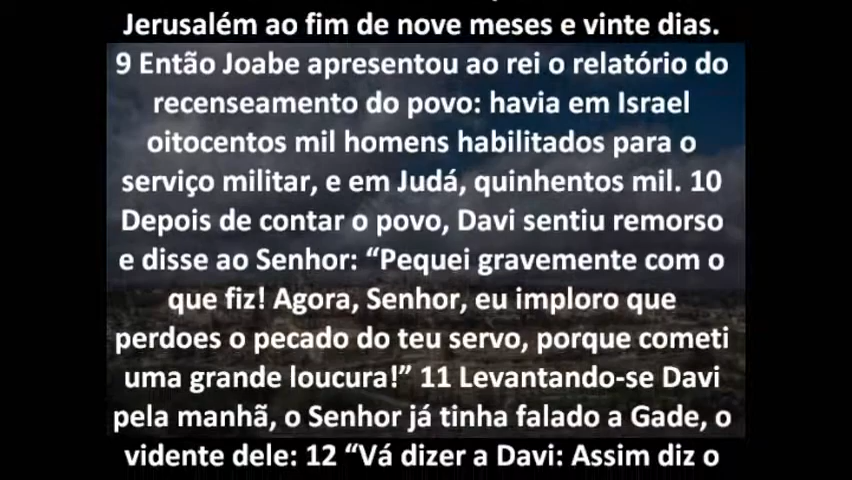 Jerusalém ao fim de nove meses e vinte dias.
9 Então Joabe apresentou ao rei o relatório do
recenseamento do povo: havia em Israel
oitocentos mil homens habilitados para o
serviço militar, e em Judá, quinhentos mil. 10
Depois de contar o povo, Davi sentiu remorso
e disse ao Senhor: “Pequei gravemente com o
que fiz! Agora, Senhor, eu imploro que
perdoes o pecado do teu servo, porque cometi
uma grande loucura!” 11 Levantando-se Davi
pela manhã, o Senhor já tinha falado a Gade, o
vidente dele: 12 “Vá dizer a Davi: Assim diz o